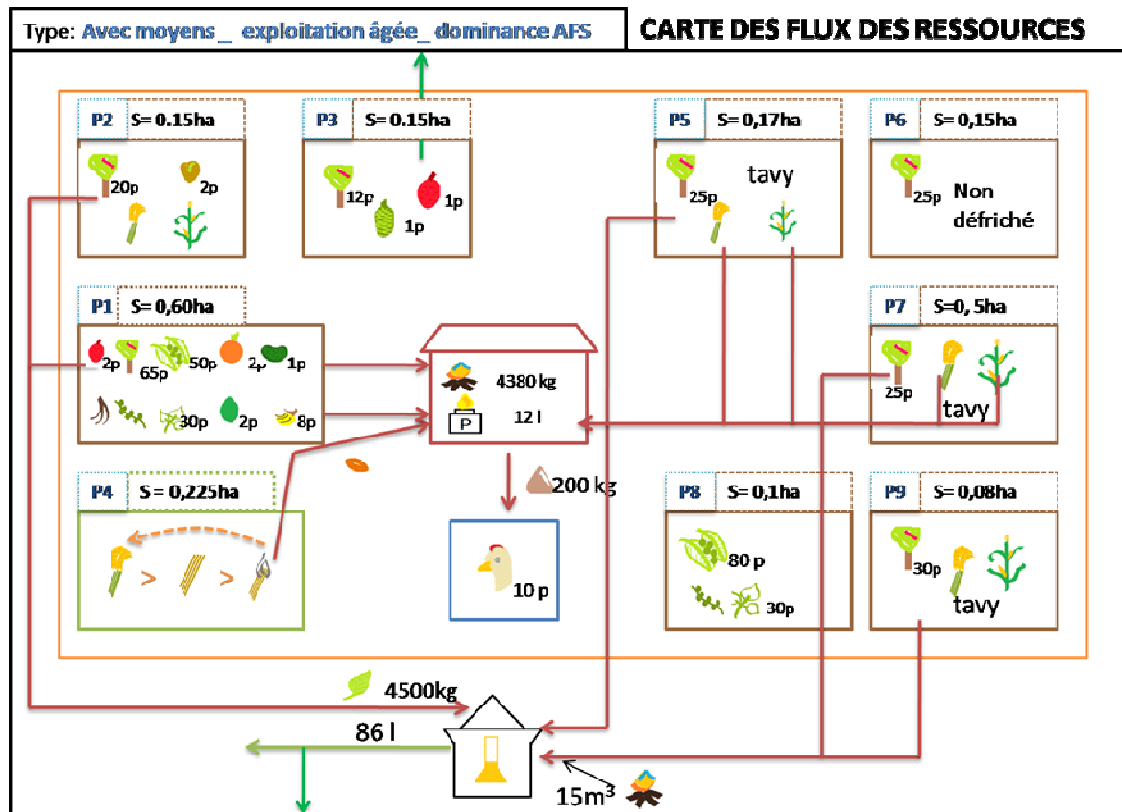 Type: Avec moyens _ exploitation âgée_ dominance AFS
CARTE DES FLUX DES RESSOURCES
P2 S= 0.15ha
20p
2p
P3 S= 0.15ha
12p
1p
1p
P5 S= 0,17ha
25p
tavy
P6 S= 0,15ha
25p
Non
défriché
P1 S= 0,60ha
2p
65p
50p
2p
1p
30p
2p
8p
4380 kg
P
12 l
P7 S=0, 5ha
25p
tavy
P4 S = 0,225ha
> >
200 kg
10 p
P8 S= 0,1ha
80 p
30p
P9 S= 0,08ha
30p
tavy
4500kg
86 l
15m³